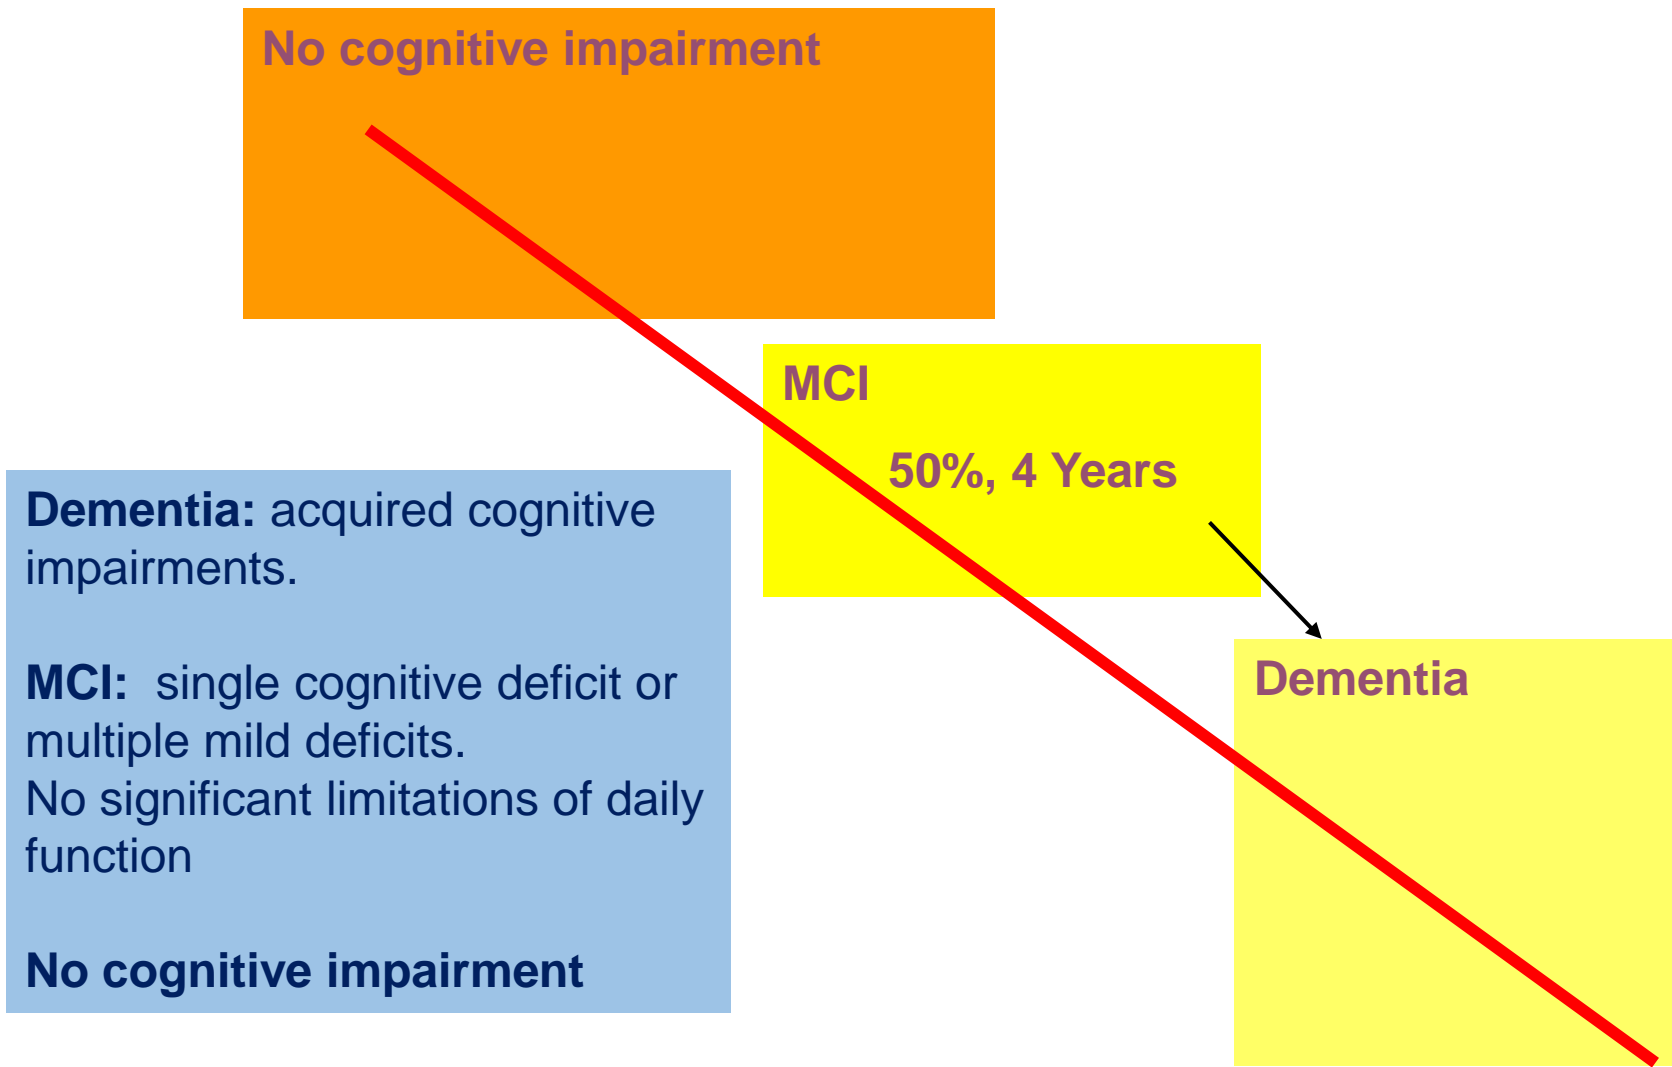 No cognitive impairment
MCI
50%, 4 Years
Dementia: acquired cognitive
impairments.
MCI:  single cognitive deficit or
multiple mild deficits.
No significant limitations of daily
function
No cognitive impairment
Dementia